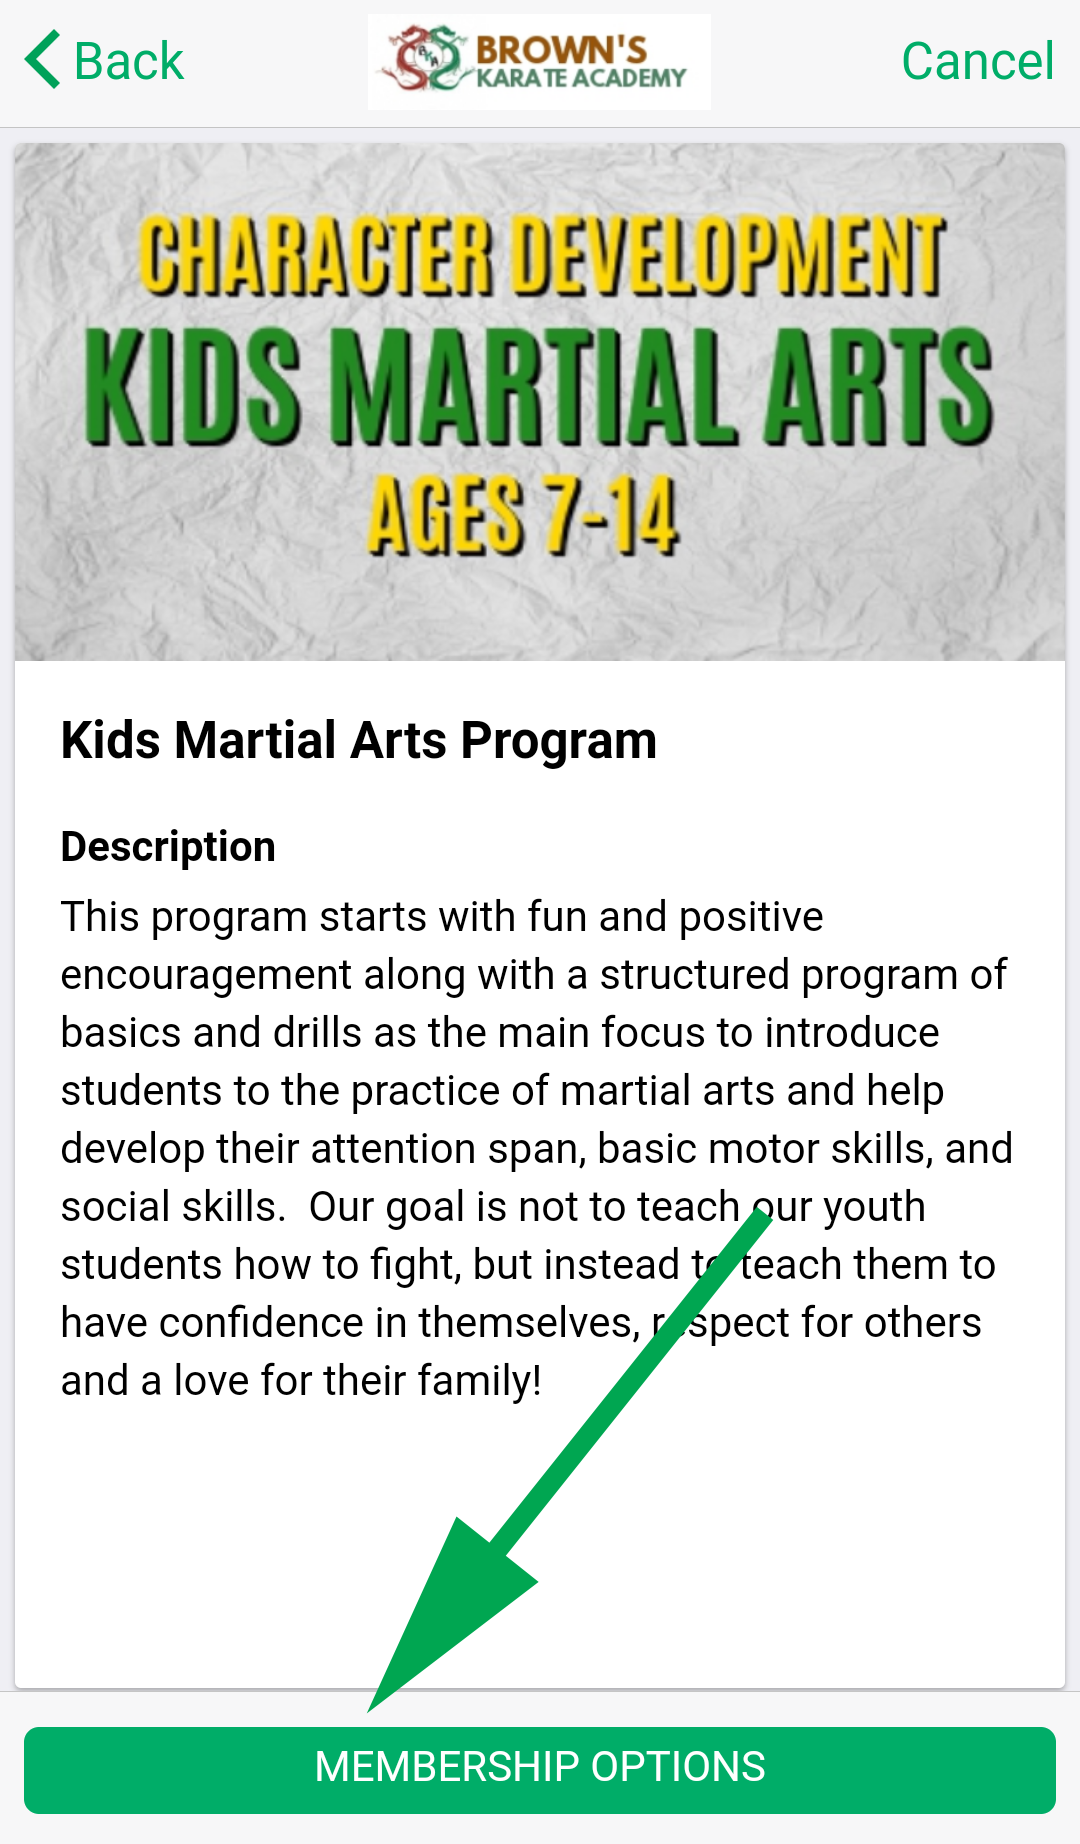 Back
BKA
BROWN'S
KARATE ACADEMY
Cancel
CHARACTER DEVELOPMENT
KIDS MARTIAL ARTS
AGES 7-14
Kids Martial Arts Program
Description
This program starts with fun and positive
encouragement along with a structured program of
basics and drills as the main focus to introduce
students to the practice of martial arts and help
develop their attention span, basic motor skills, and
social skills.  Our goal is not to teach our youth
students how to fight, but instead to teach them to
have confidence in themselves, respect for others
and a love for their family!
MEMBERSHIP OPTIONS